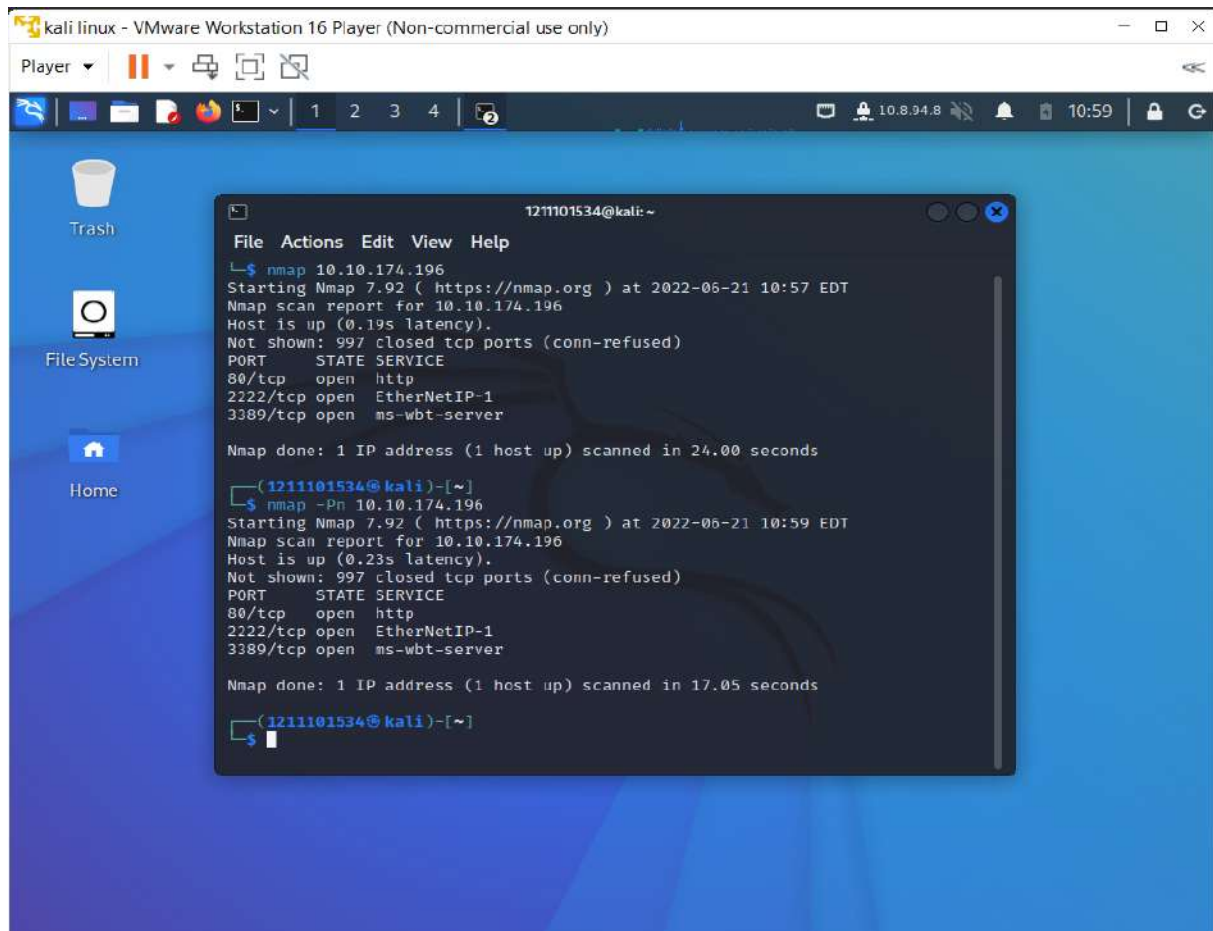 kali linux - VMware Workstation 16 Player (Non-commercial use only)
Player
1 2 3 4 2 10.8.94.8 10:59
Trash
File System
Home
1211101534@kali: ~
File Actions Edit View Help
└─$ nmap 10.10.174.196
Starting Nmap 7.92 ( https://nmap.org ) at 2022-06-21 10:57 EDT
Nmap scan report for 10.10.174.196
Host is up (0.19s latency).
Not shown: 997 closed tcp ports (conn-refused)
PORT     STATE SERVICE
80/tcp   open  http
2222/tcp open  EtherNetIP-1
3389/tcp open  ms-wbt-server
Nmap done: 1 IP address (1 host up) scanned in 24.00 seconds
┌──(1211101534㉿kali)-[~]
└─$ nmap -Pn 10.10.174.196
Starting Nmap 7.92 ( https://nmap.org ) at 2022-06-21 10:59 EDT
Nmap scan report for 10.10.174.196
Host is up (0.23s latency).
Not shown: 997 closed tcp ports (conn-refused)
PORT     STATE SERVICE
80/tcp   open  http
2222/tcp open  EtherNetIP-1
3389/tcp open  ms-wbt-server
Nmap done: 1 IP address (1 host up) scanned in 17.05 seconds
┌──(1211101534㉿kali)-[~]
└─$